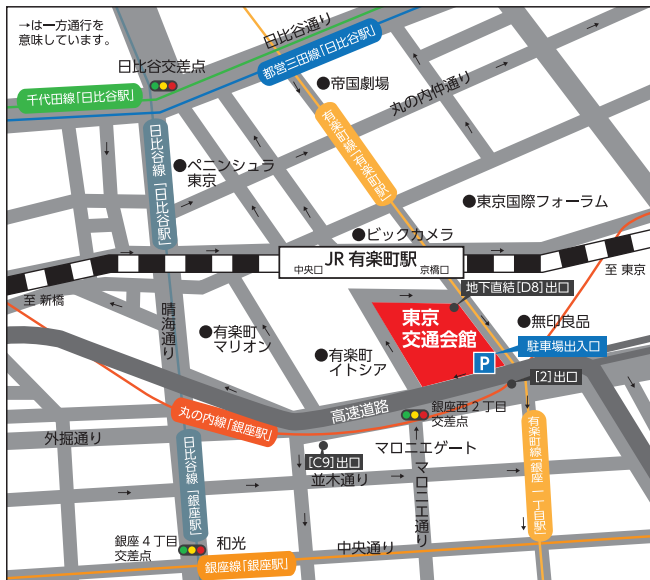 →は一方通行を
意味しています。
日比谷通り
都営三田線「日比谷駅」
日比谷交差点
千代田線「日比谷駅」
●帝国劇場
丸の内仲通り
日比谷線「日比谷駅」
有楽町線「有楽町駅」
●ペニンシュラ
東京
●東京国際フォーラム
●ビックカメラ
JR 有楽町駅
中央口
京橋口
至 東京
至 新橋
地下直結[D8]出口
晴海通り
東京
交通会館
●無印良品
●有楽町
マリオン
●有楽町
イトシア
P
駐車場出入口
[2]出口
高速道路
銀座西2丁目
交差点
丸の内線「銀座駅」
外堀通り
マロニエゲート
有楽町線「銀座一丁目駅」
日比谷線「銀座駅」
[C9]出口
並木通り
マロニエ通り
銀座4丁目
交差点
和光
中央通り
銀座線「銀座駅」